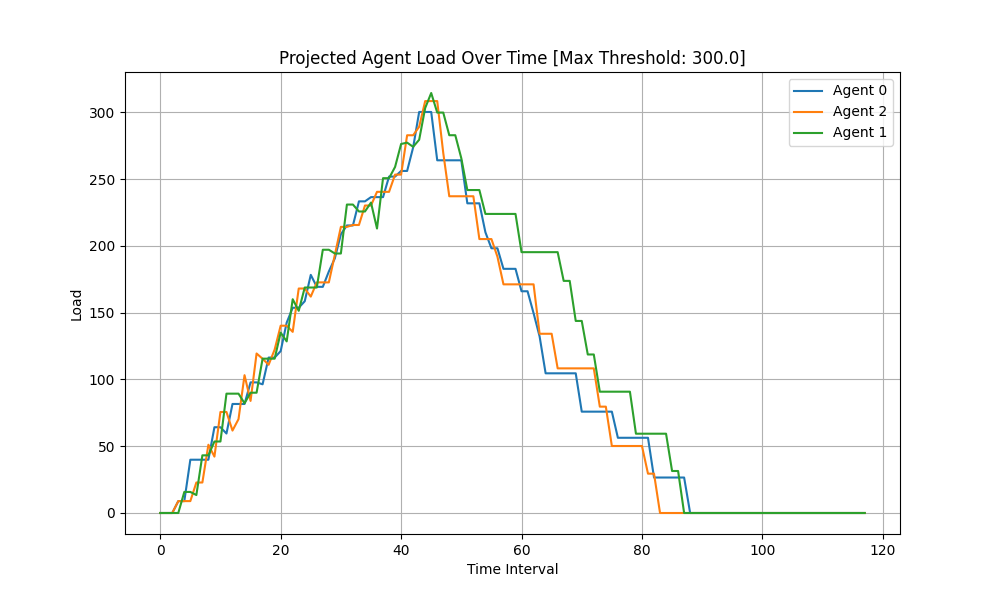 Projected Agent Load Over Time [Max Threshold: 300.0]
Agent 0
Agent 2
Agent 1
Load
300
250
200
150
100
50
0
0 20 40 60 80 100 120
Time Interval